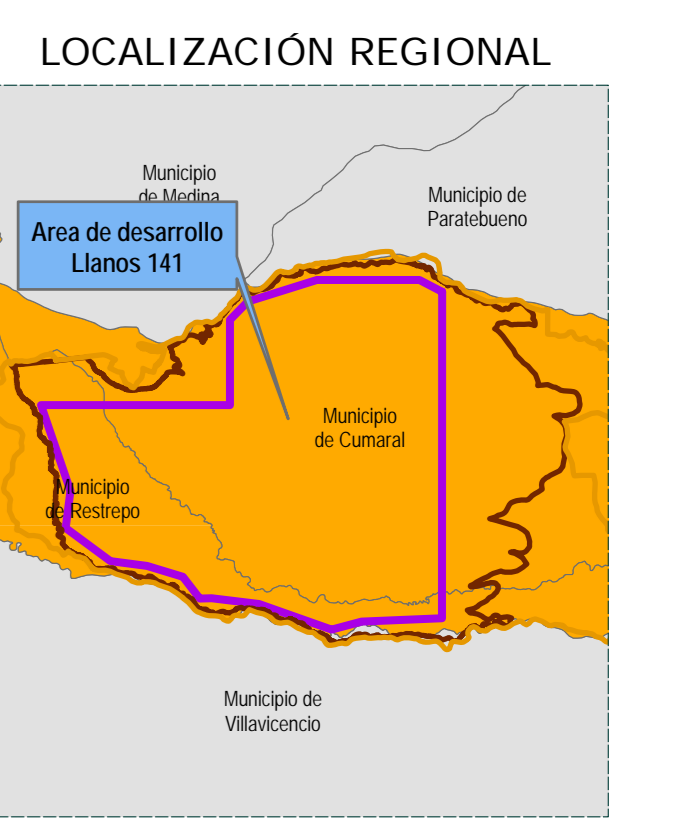 LOCALIZACIÓN REGIONAL
Municipio
de Medina
Municipio de
Paratebueno
Area de desarrollo
Llanos 141
Municipio
de Cumaral
Municipio
de Restrepo
Municipio de
Villavicencio